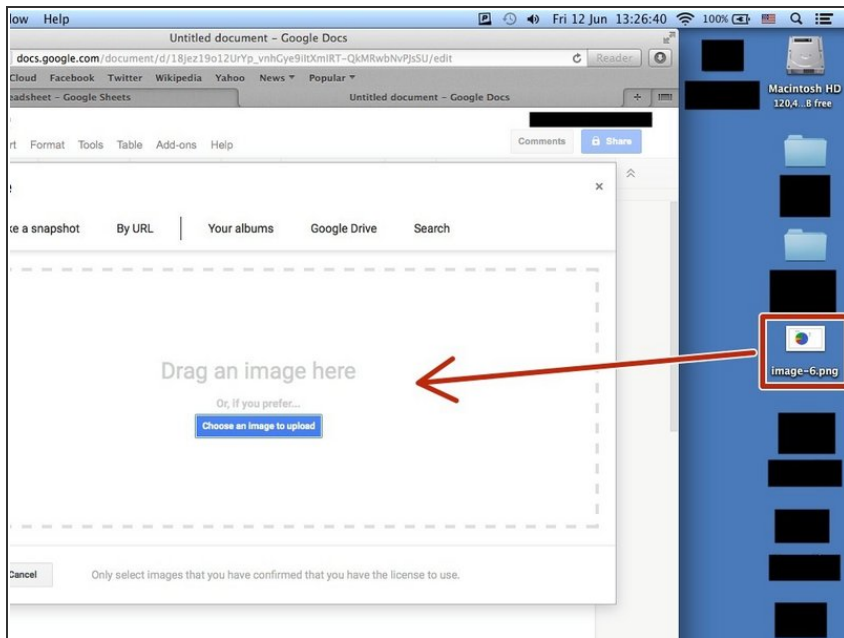 low Help Fri 12 Jun 13:26:40 100%
Untitled document – Google Docs
docs.google.com/document/d/18jez19o12UrYp_vnhGye9iltXmIRT-QkMRwbNvPJsSU/edit Reader
Cloud Facebook Twitter Wikipedia Yahoo News Popular
eadsheet – Google Sheets Untitled document – Google Docs
Macintosh HD
120,4...B free
rt Format Tools Table Add-ons Help Comments Share
ke a snapshot By URL Your albums Google Drive Search
Drag an image here
Or, if you prefer...
Choose an image to upload
image-6.png
Cancel Only select images that you have confirmed that you have the license to use.